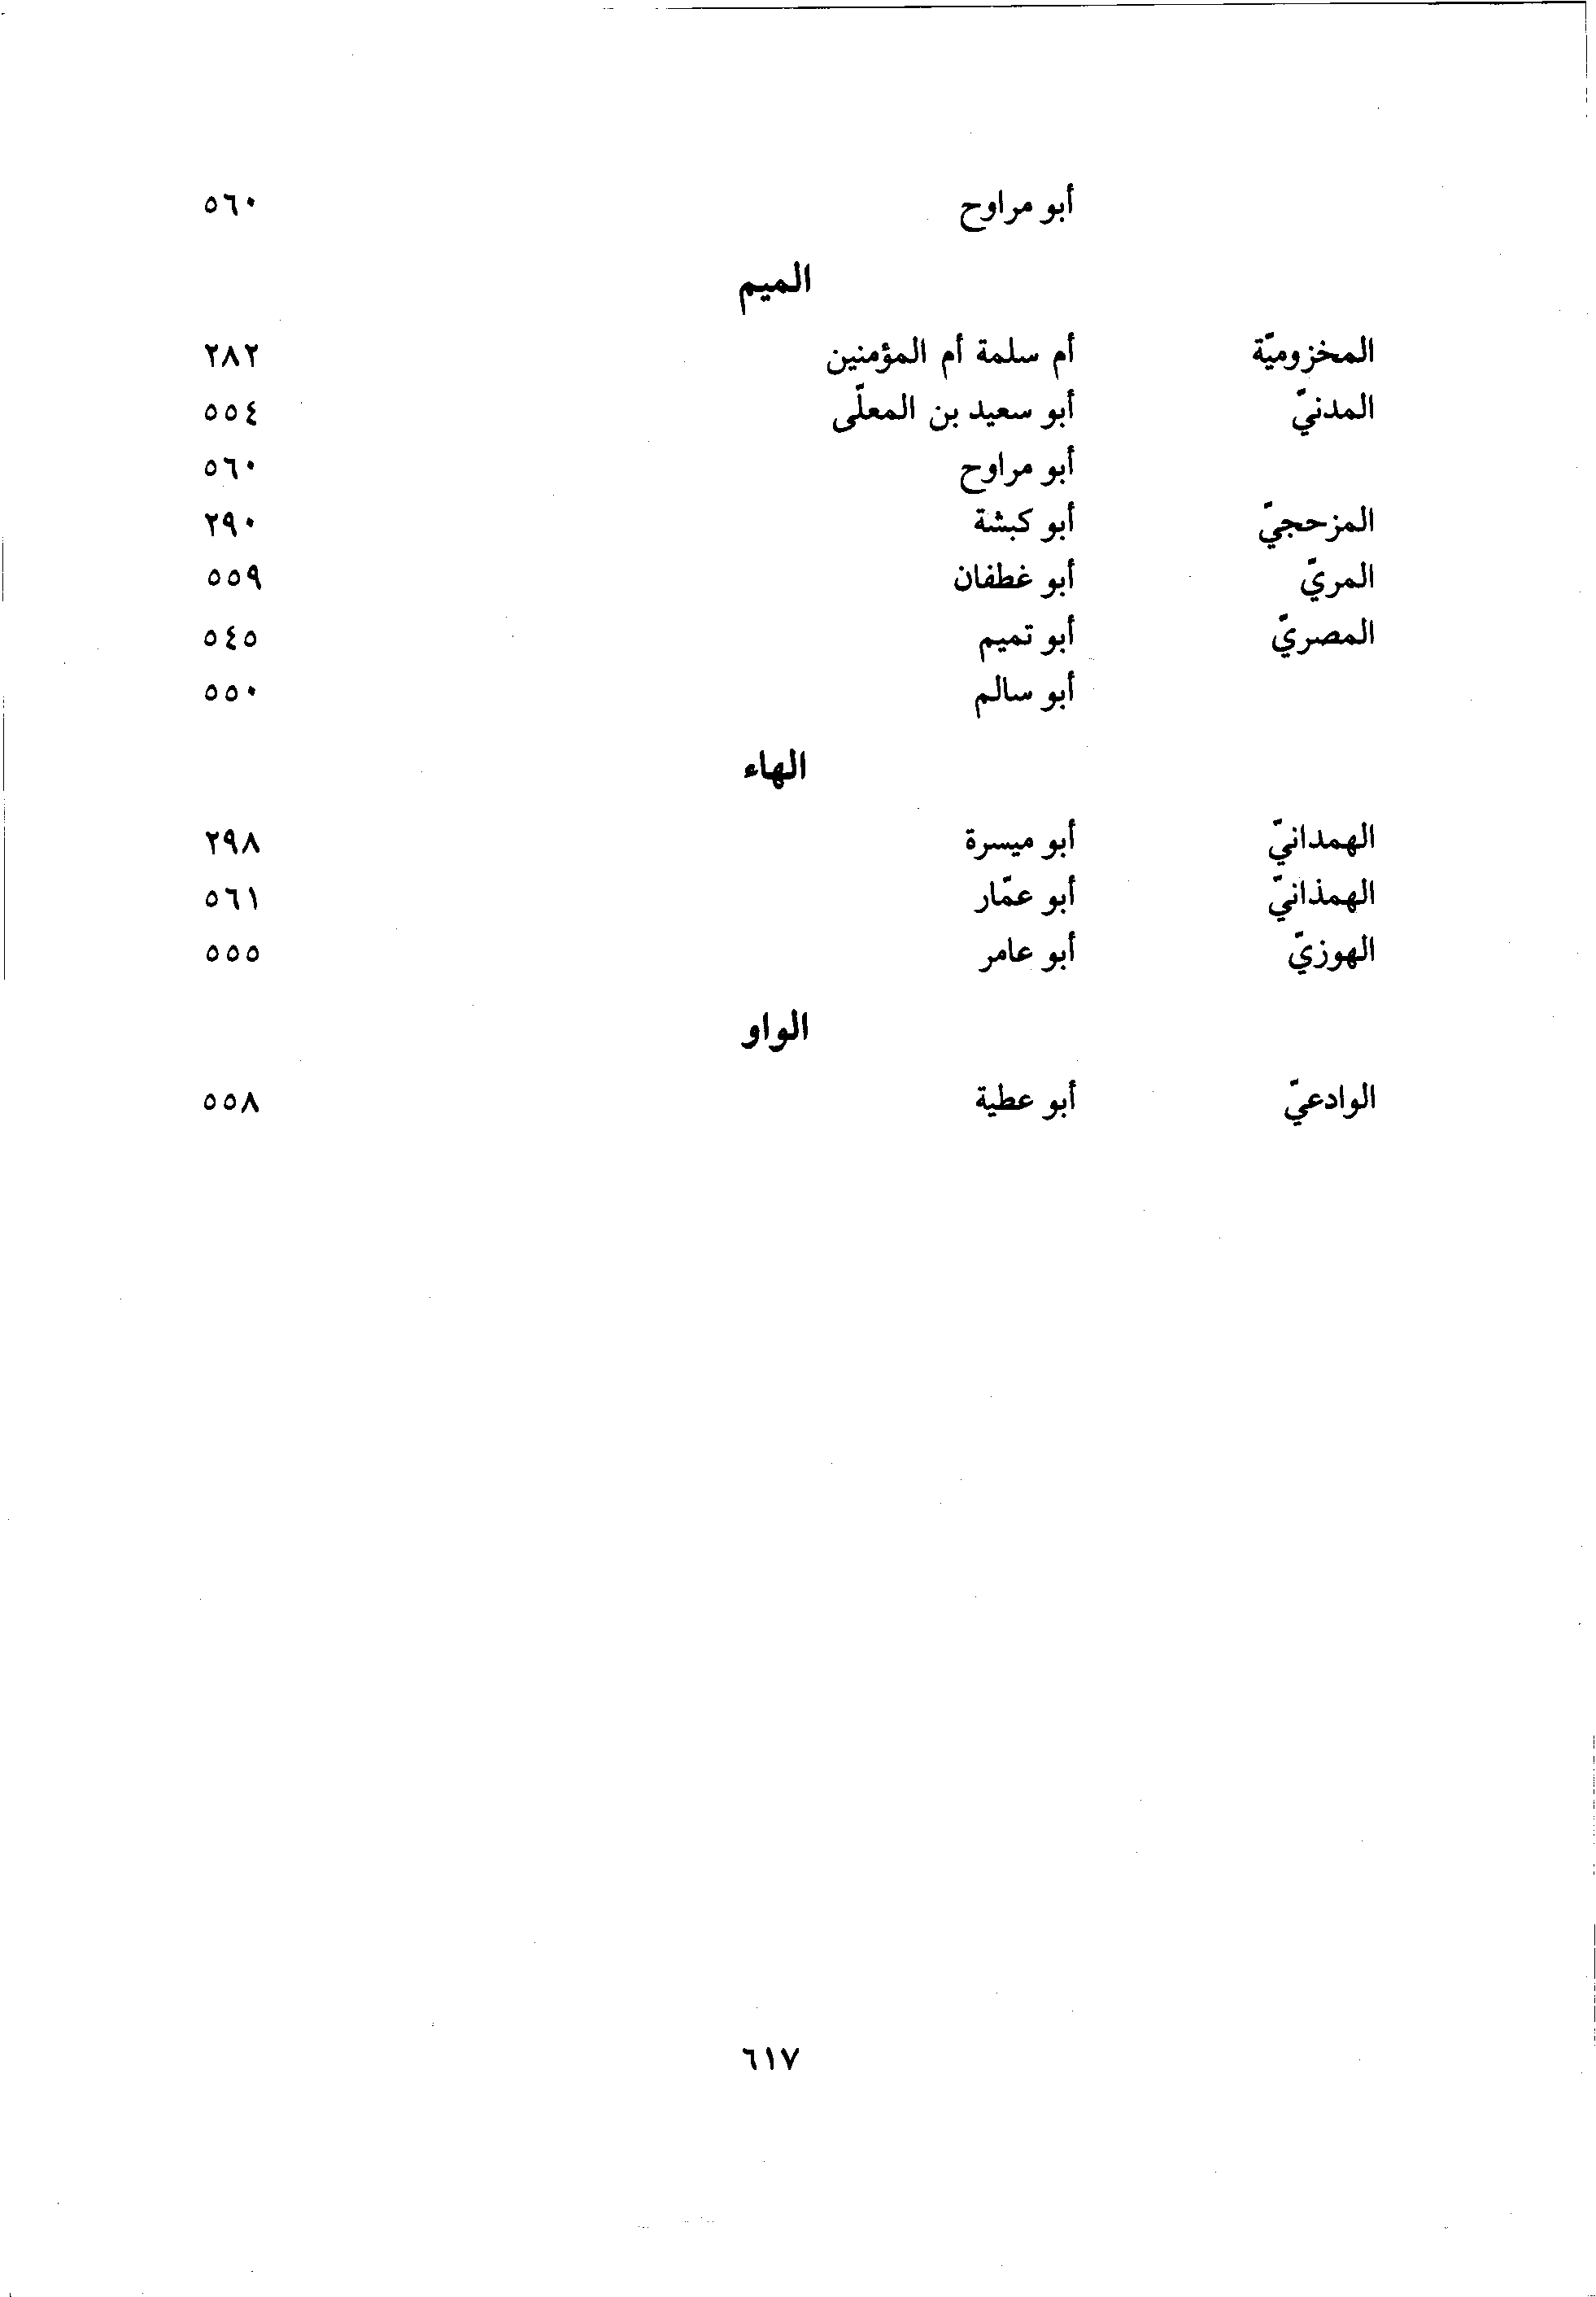 أبو مراوح ٥٦٠
الميم
المخزوميّة أم سلمة أم المؤمنين ٢٨٢
المدنيّ أبو سعيد بن المعلّى ٥٥٤
أبو مراوح ٥٦٠
المزحجيّ أبو كبشة ٢٩٠
المريّ أبو غطفان ٥٥٩
المصريّ أبو تميم ٥٤٥
أبو سالم ٥٥٠
الهاء
الهمدانيّ أبو ميسرة ٢٩٨
الهمذانيّ أبو عمّار ٥٦١
الهوزيّ أبو عامر ٥٥٥
الواو
الوادعيّ أبو عطية ٥٥٨
٦١٧